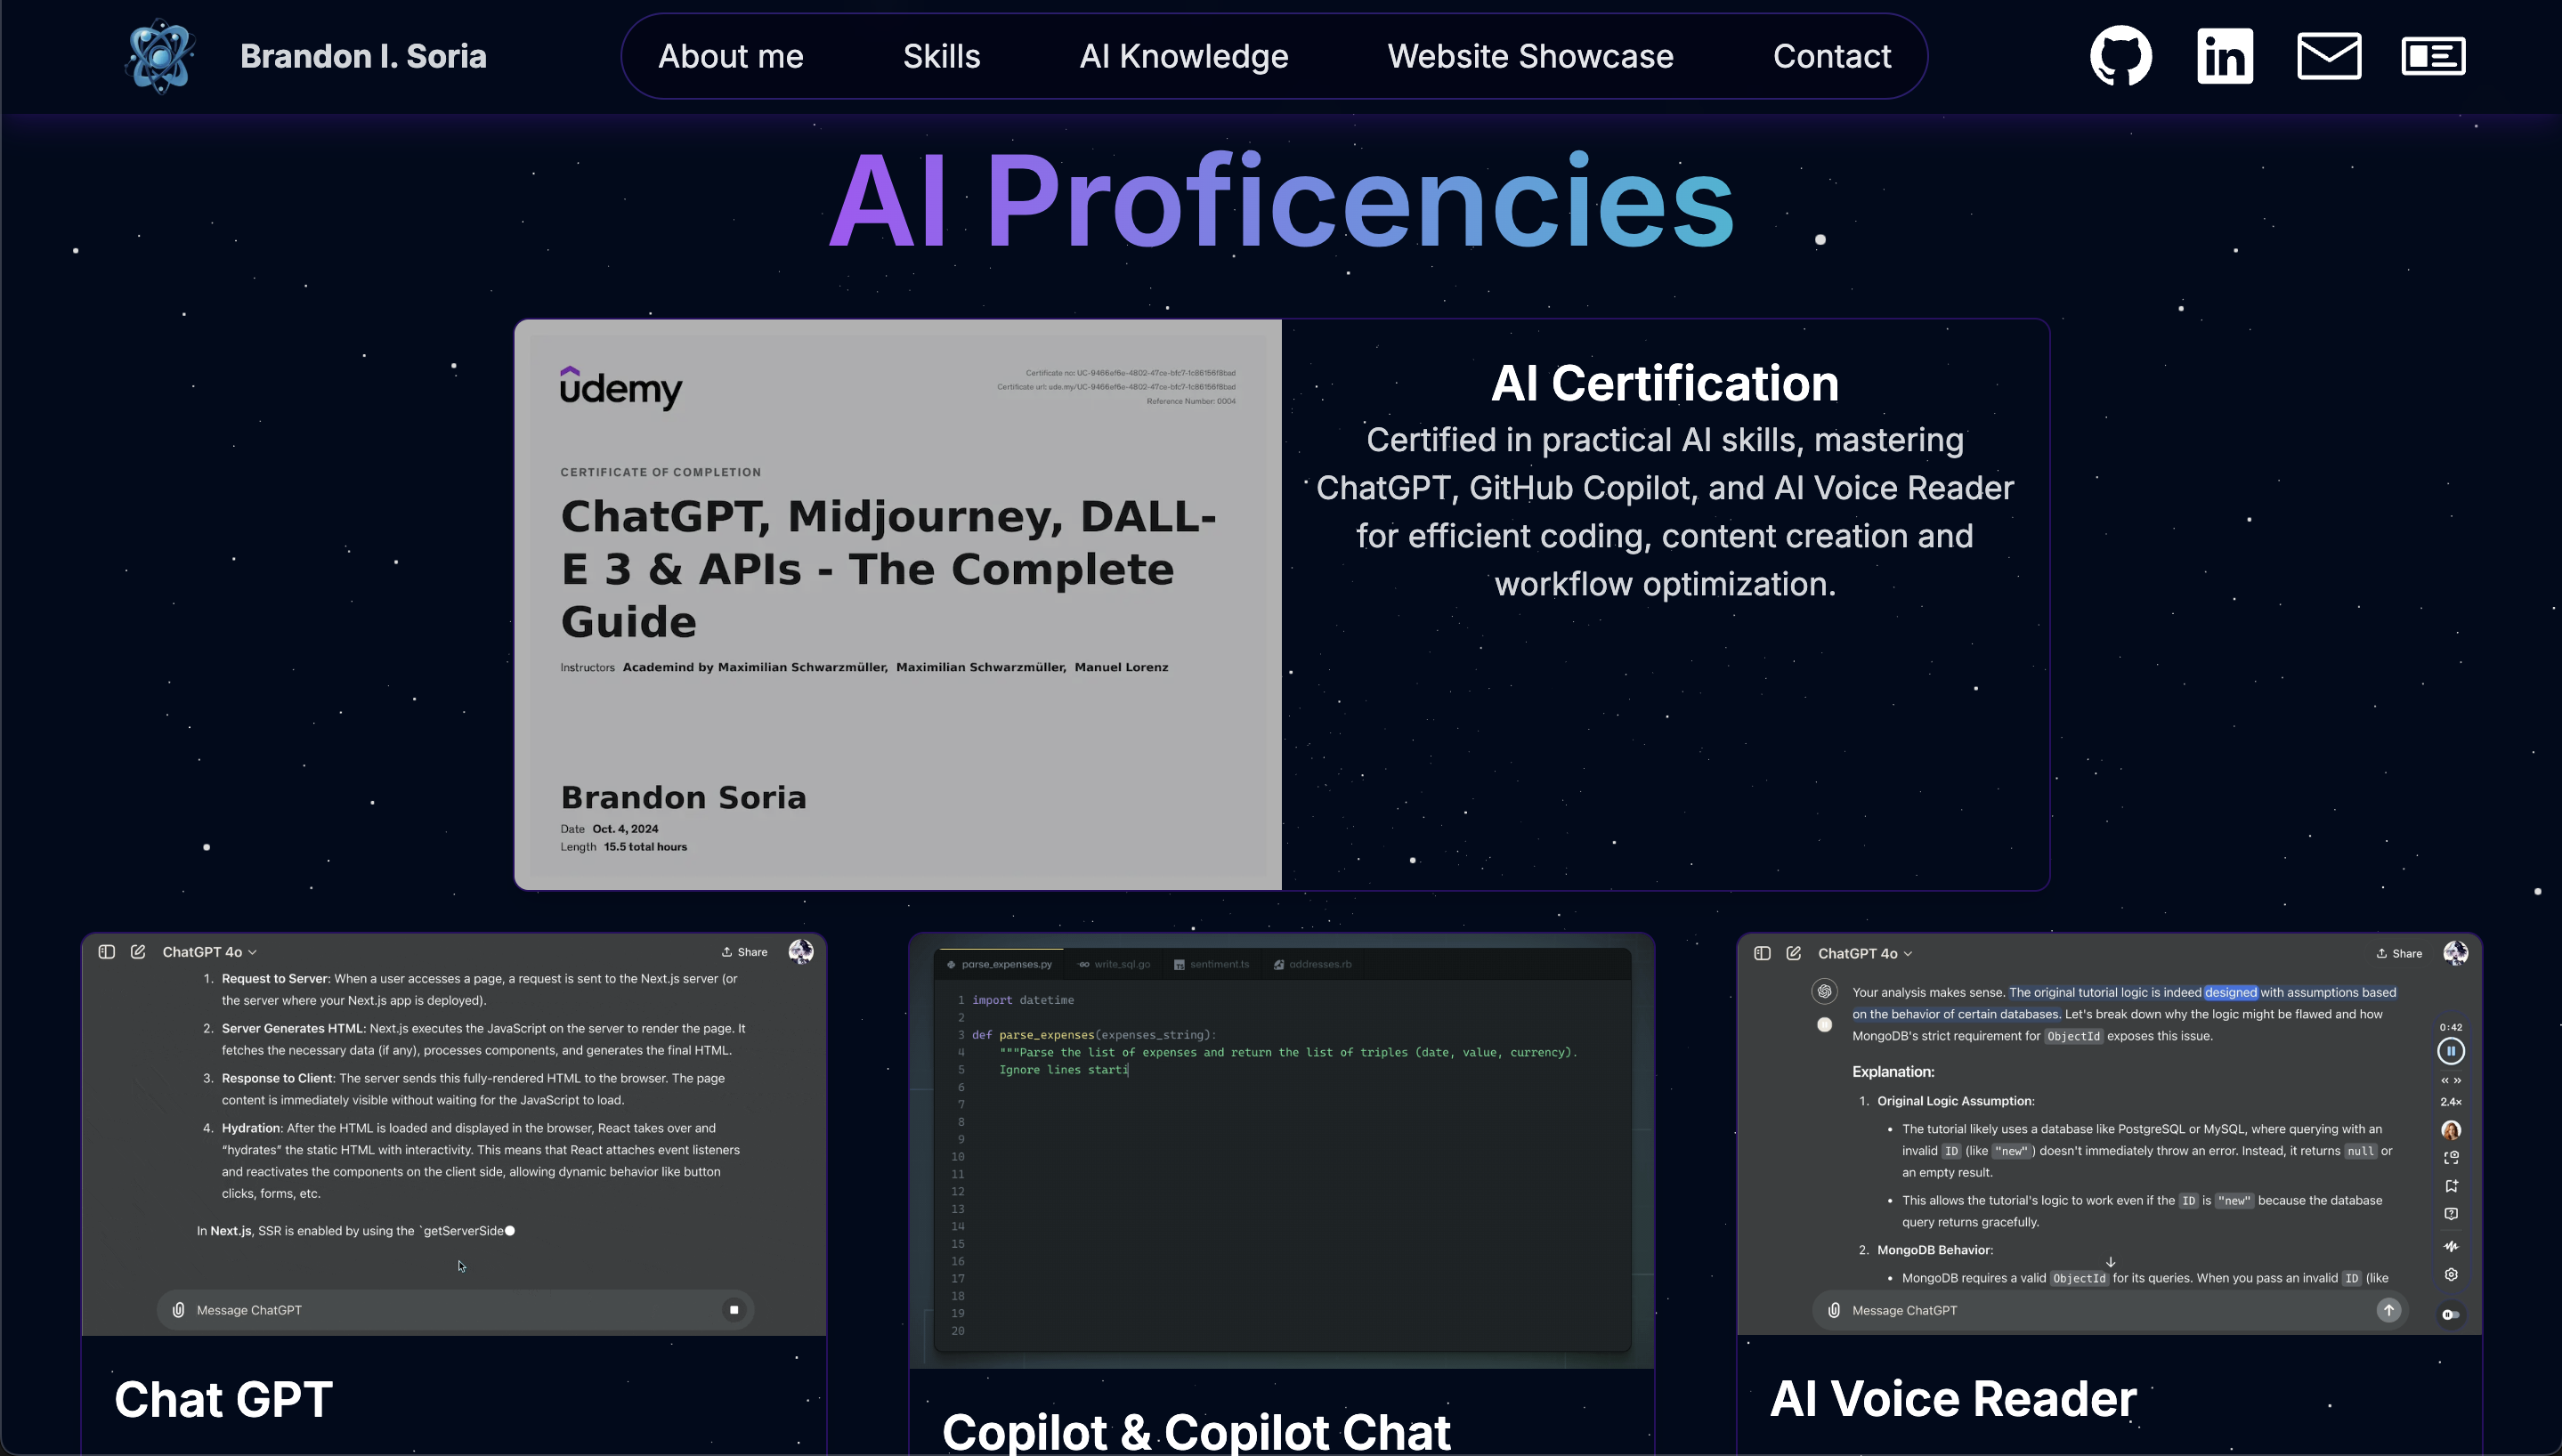 Brandon I. Soria
About me
Skills
AI Knowledge
Website Showcase
Contact
in
AI Proficencies
udemy
Certificate no: UC-9466ef6e-4802-47ce-bfc7-1c86156f8bad
Certificate url: ude.my/UC-9466ef6e-4802-47ce-bfc7-1c86156f8bad
Reference Number: 0004
CERTIFICATE OF COMPLETION
ChatGPT, Midjourney, DALL-
E 3 & APIs - The Complete
Guide
Instructors Academind by Maximilian Schwarzmüller, Maximilian Schwarzmüller, Manuel Lorenz
Brandon Soria
Date Oct. 4, 2024
Length 15.5 total hours
AI Certification
Certified in practical AI skills, mastering
ChatGPT, GitHub Copilot, and AI Voice Reader
for efficient coding, content creation and
workflow optimization.
ChatGPT 4o
Share
1. Request to Server: When a user accesses a page, a request is sent to the Next.js server (or
the server where your Next.js app is deployed).
2. Server Generates HTML: Next.js executes the JavaScript on the server to render the page. It
fetches the necessary data (if any), processes components, and generates the final HTML.
3. Response to Client: The server sends this fully-rendered HTML to the browser. The page
content is immediately visible without waiting for the JavaScript to load.
4. Hydration: After the HTML is loaded and displayed in the browser, React takes over and
"hydrates" the static HTML with interactivity. This means that React attaches event listeners
and reactivates the components on the client side, allowing dynamic behavior like button
clicks, forms, etc.
In Next.js, SSR is enabled by using the `getServerSide
Message ChatGPT
Chat GPT
parse_expenses.py
write_sql.go
sentiment.ts
addresses.rb
1 import datetime
2
3 def parse_expenses(expenses_string):
4 """Parse the list of expenses and return the list of triples (date, value, currency).
5 Ignore lines starti
6
7
8
9
10
11
12
13
14
15
16
17
18
19
20
Copilot & Copilot Chat
ChatGPT 4o
Share
Your analysis makes sense. The original tutorial logic is indeed designed with assumptions based
on the behavior of certain databases. Let's break down why the logic might be flawed and how
MongoDB's strict requirement for ObjectId exposes this issue.
Explanation:
1. Original Logic Assumption:
• The tutorial likely uses a database like PostgreSQL or MySQL, where querying with an
invalid ID (like "new") doesn't immediately throw an error. Instead, it returns null or
an empty result.
• This allows the tutorial's logic to work even if the ID is "new" because the database
query returns gracefully.
2. MongoDB Behavior:
• MongoDB requires a valid ObjectId for its queries. When you pass an invalid ID (like
Message ChatGPT
0:42
2.4×
AI Voice Reader